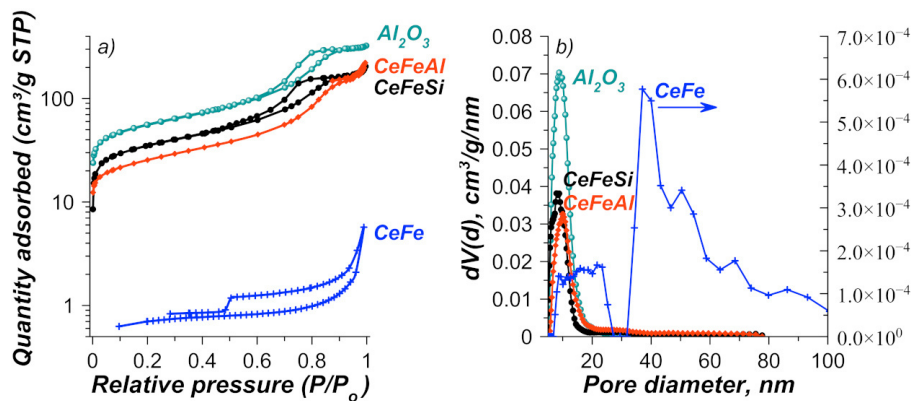 a)
Al₂O₃
CeFeAl
CeFeSi
CeFe
100
10
1
0
0.2
0.4
0.6
0.8
1
Quantity adsorbed (cm³/g STP)
Relative pressure (P/Pₒ)
b)
Al₂O₃
CeFe
CeFeSi
CeFeAl
0.08
0.07
0.06
0.05
0.04
0.03
0.02
0.01
0
20
40
60
80
100
7.0×10⁻⁴
6.0×10⁻⁴
5.0×10⁻⁴
4.0×10⁻⁴
3.0×10⁻⁴
2.0×10⁻⁴
1.0×10⁻⁴
0.0×10⁰
dV(d), cm³/g/nm
Pore diameter, nm